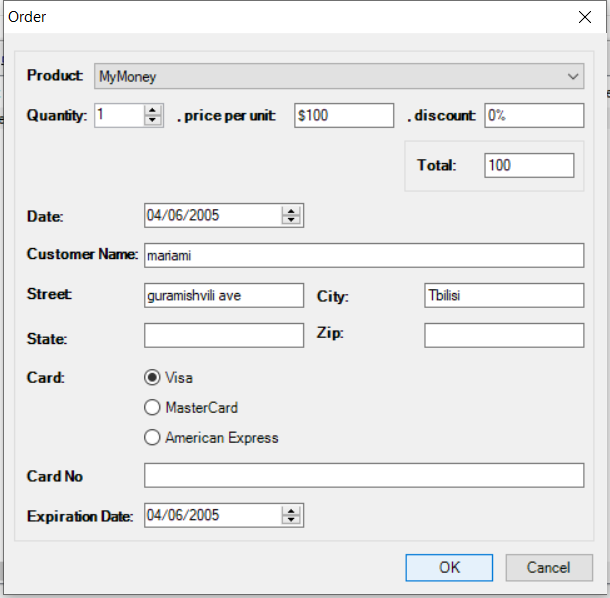 Order
Product: MyMoney
Quantity: 1 , price per unit: $100 , discount: 0%
Total: 100
Date: 04/06/2005
Customer Name: mariami
Street: guramishvili ave City: Tbilisi
State: Zip:
Card: Visa
MasterCard
American Express
Card No
Expiration Date: 04/06/2005
OK Cancel